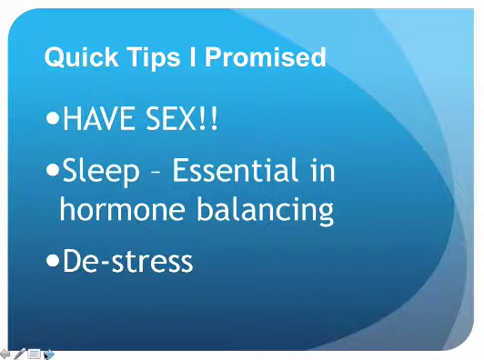 Quick Tips I Promised
•HAVE SEX!!
•Sleep – Essential in
hormone balancing
•De-stress